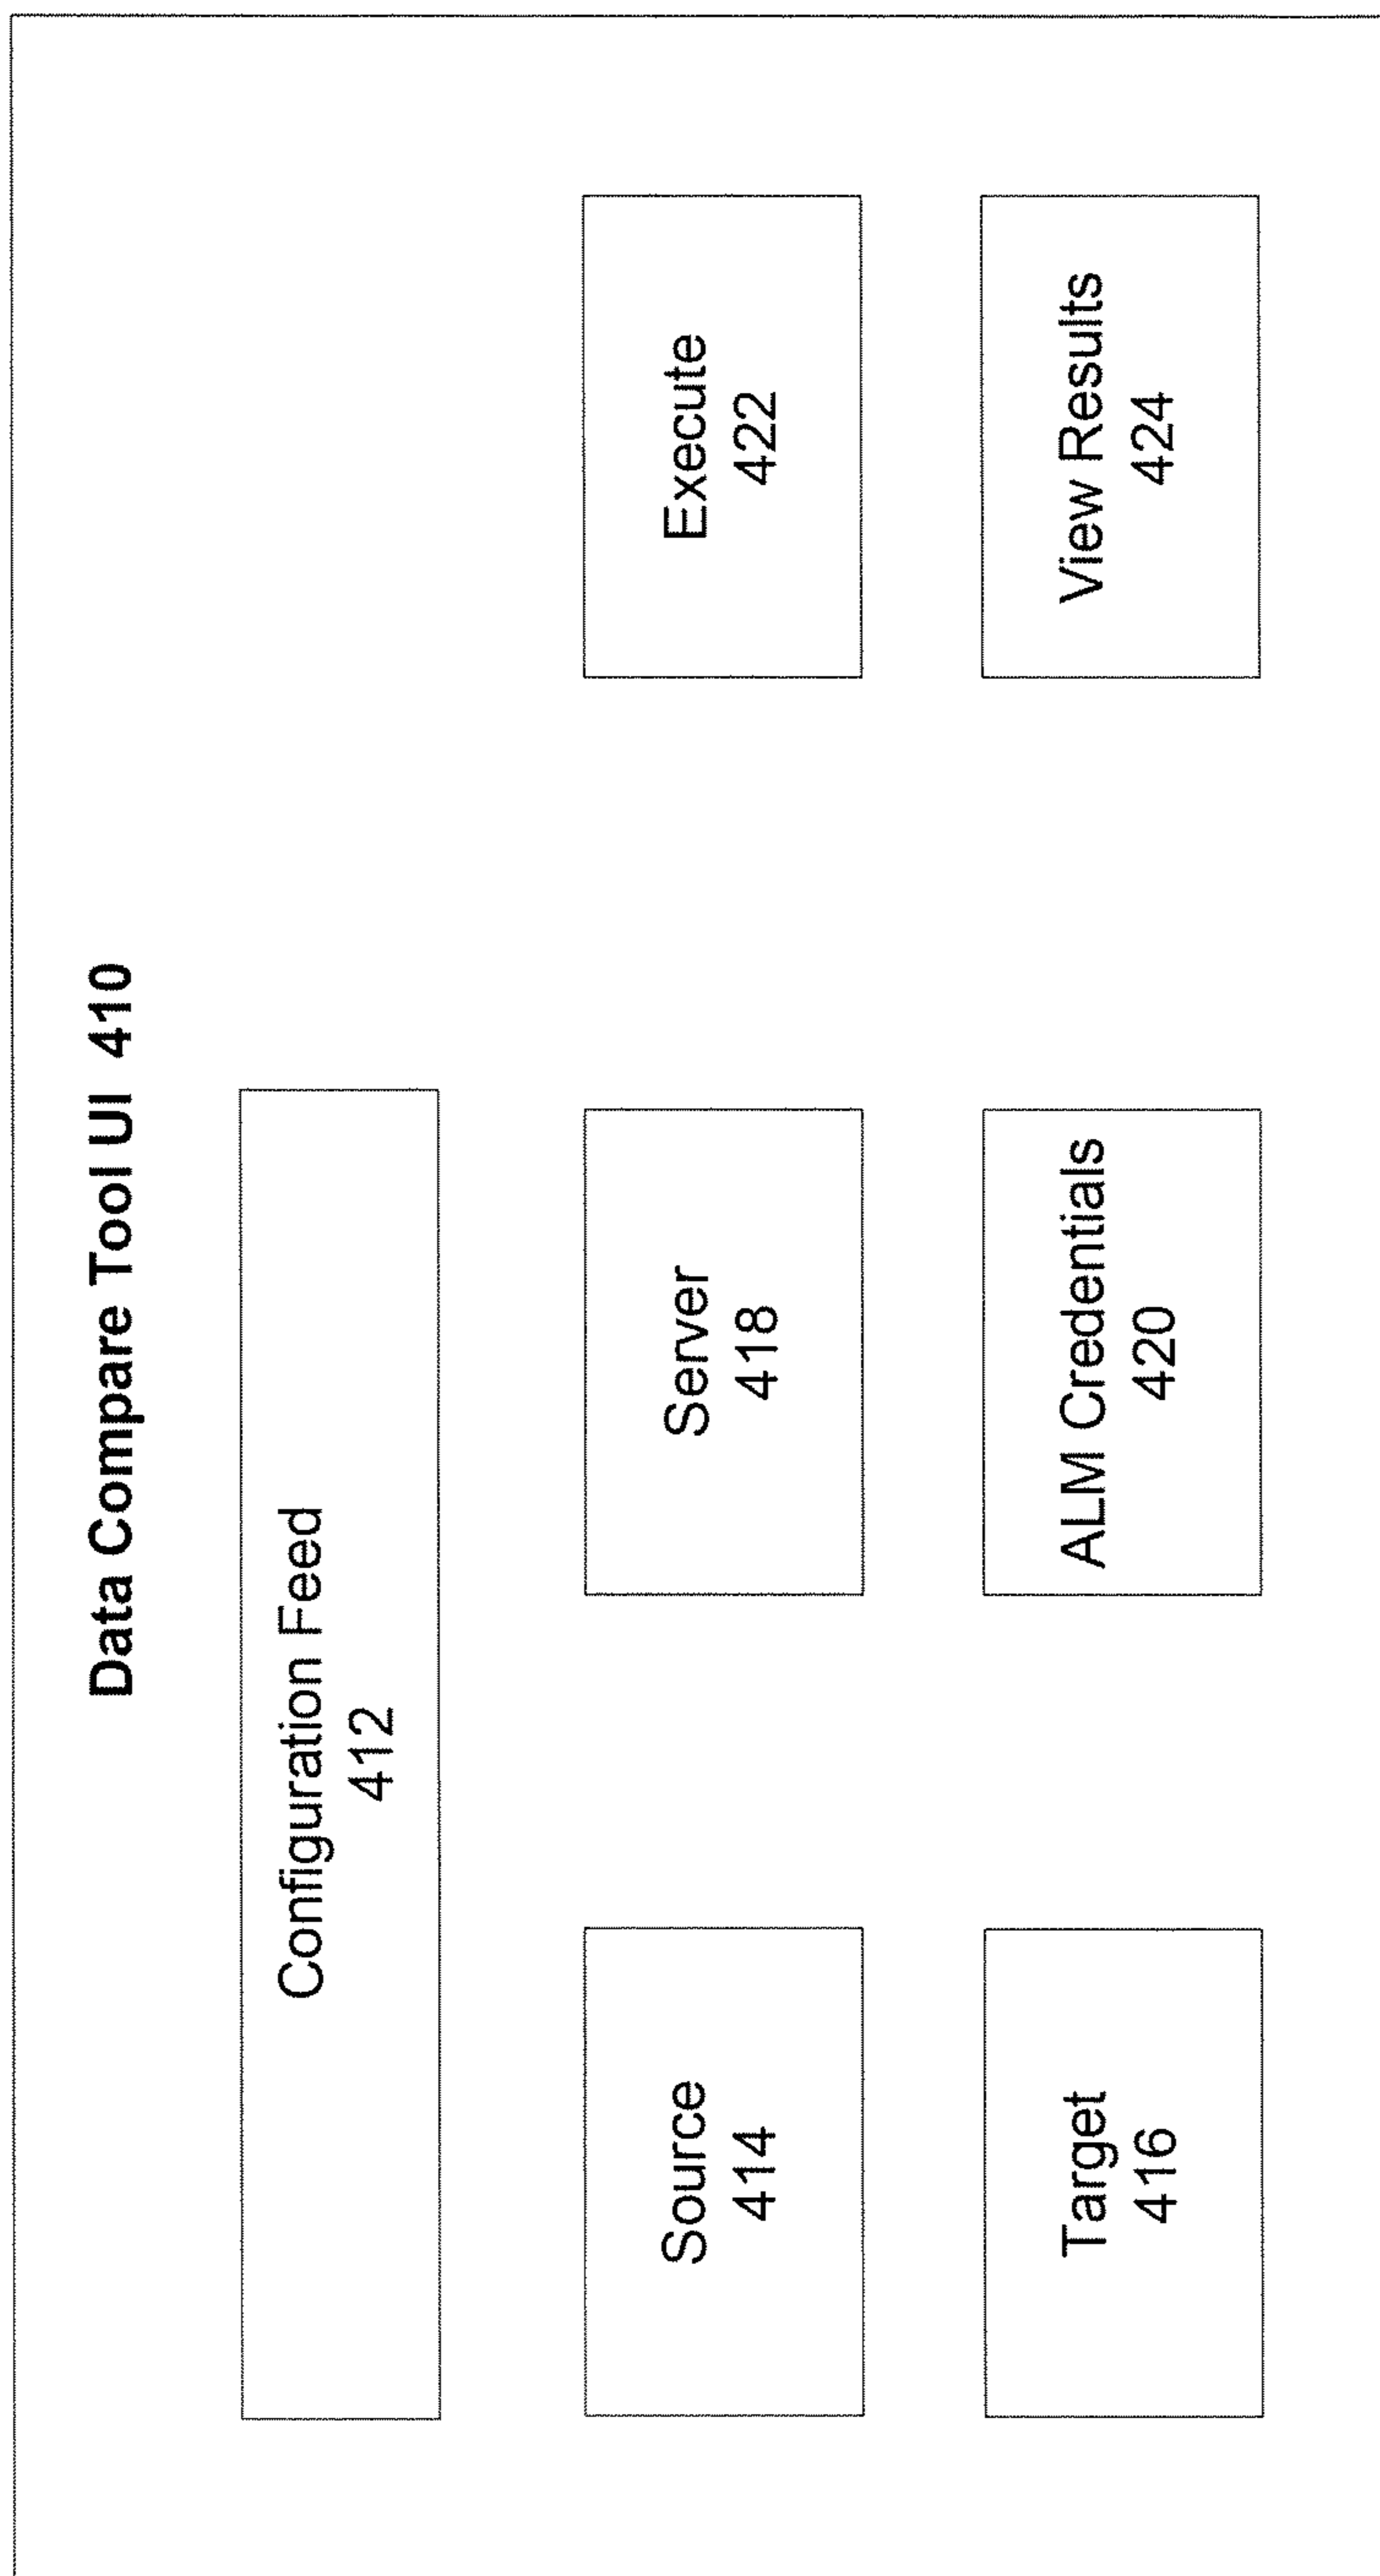 Data Compare Tool UI 410
Configuration Feed
412
Source
414
Server
418
Execute
422
Target
416
ALM Credentials
420
View Results
424